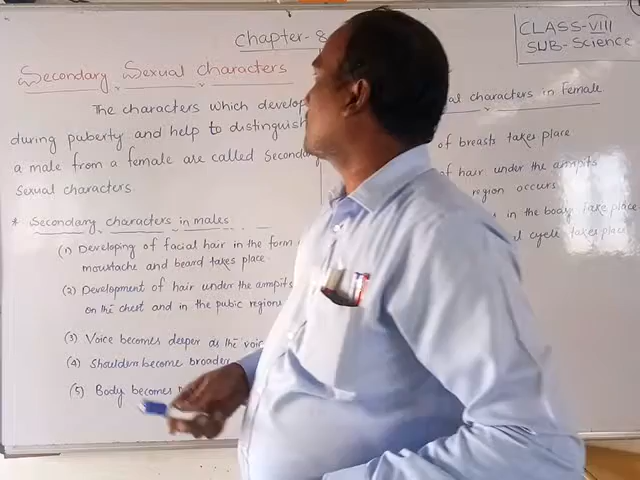 Chapter-8
CLASS-VIII
SUB-Science
Secondary Sexual characters
The characters which develop
during puberty and help to distinguish
a male from a female are called Secondary
Sexual characters.
* Secondary characters in males
(1) Developing of facial hair in the form
moustache and beard takes place.
(2) Development of hair under the armpits
on the chest and in the pubic regions
(3) Voice becomes deeper as the voice
(4) Shoulders become broader
(5) Body becomes
characters in Female
of breasts takes place
of hair under the armpits
region occurs
in the body take place
cycle takes place